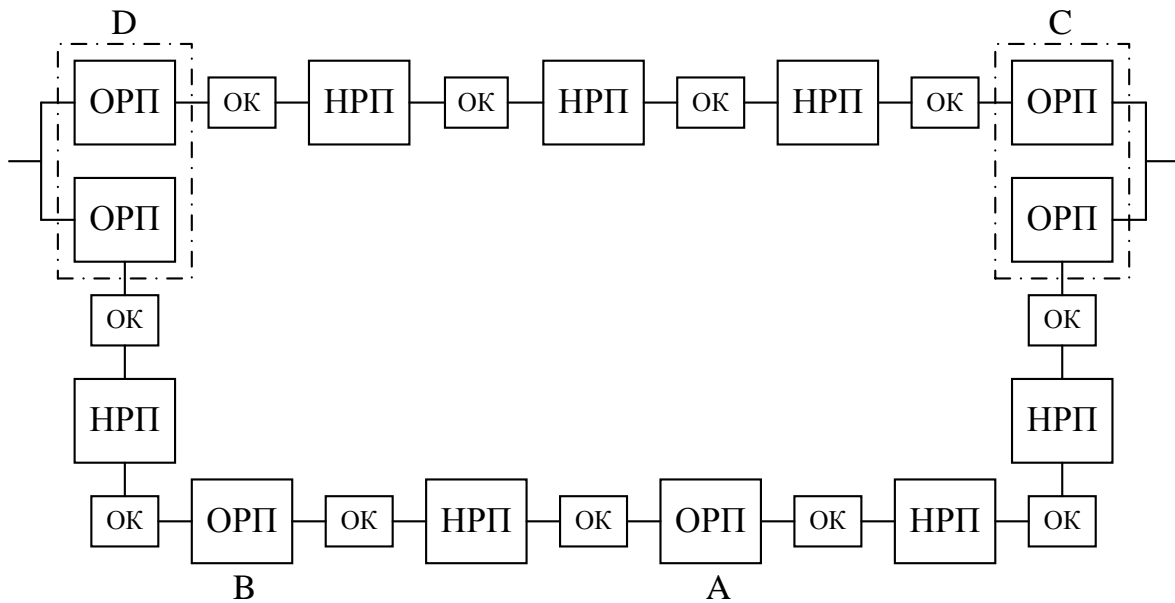 D C
ОРП ОК НРП ОК НРП ОК НРП ОК ОРП
ОРП ОРП
ОК ОК
НРП НРП
ОК ОРП ОК НРП ОК ОРП ОК НРП ОК
B A